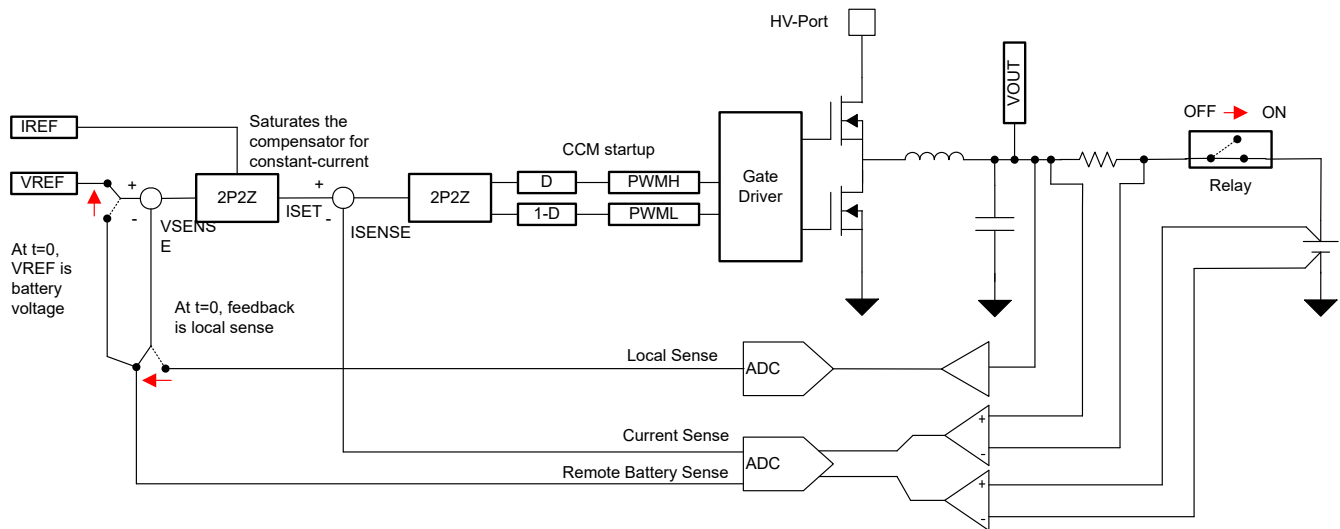 HV-Port
VOUT
OFF
ON
IREF
Saturates the
compensator for
constant-current
CCM startup
VREF
+
-
2P2Z
+
-
ISET
2P2Z
D
PWMH
1-D
PWML
Gate
Driver
Relay
VSENS
E
ISENSE
At t=0,
VREF is
battery
voltage
At t=0, feedback
is local sense
Local Sense
ADC
Current Sense
ADC
+
-
Remote Battery Sense
+
-